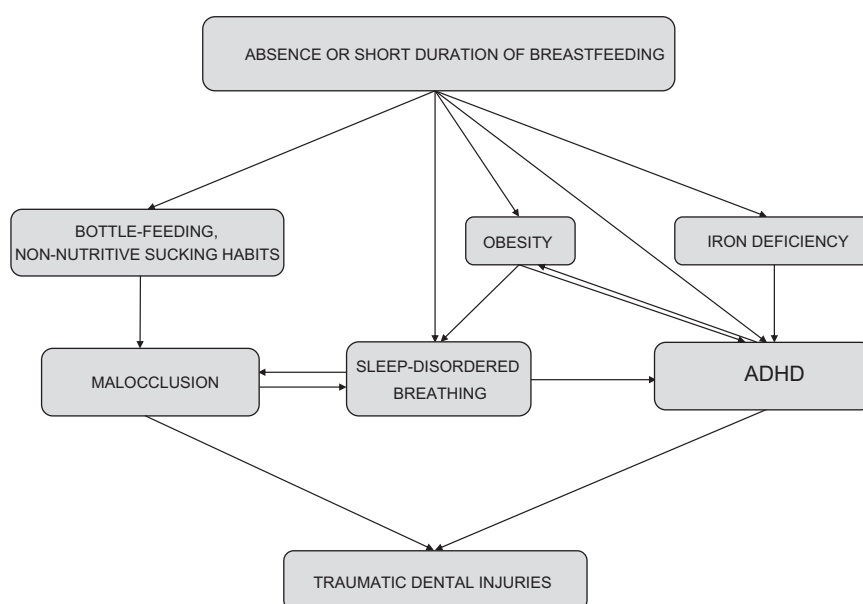 ABSENCE OR SHORT DURATION OF BREASTFEEDING
BOTTLE-FEEDING,
NON-NUTRITIVE SUCKING HABITS
OBESITY
IRON DEFICIENCY
MALOCCLUSION
SLEEP-DISORDERED
BREATHING
ADHD
TRAUMATIC DENTAL INJURIES